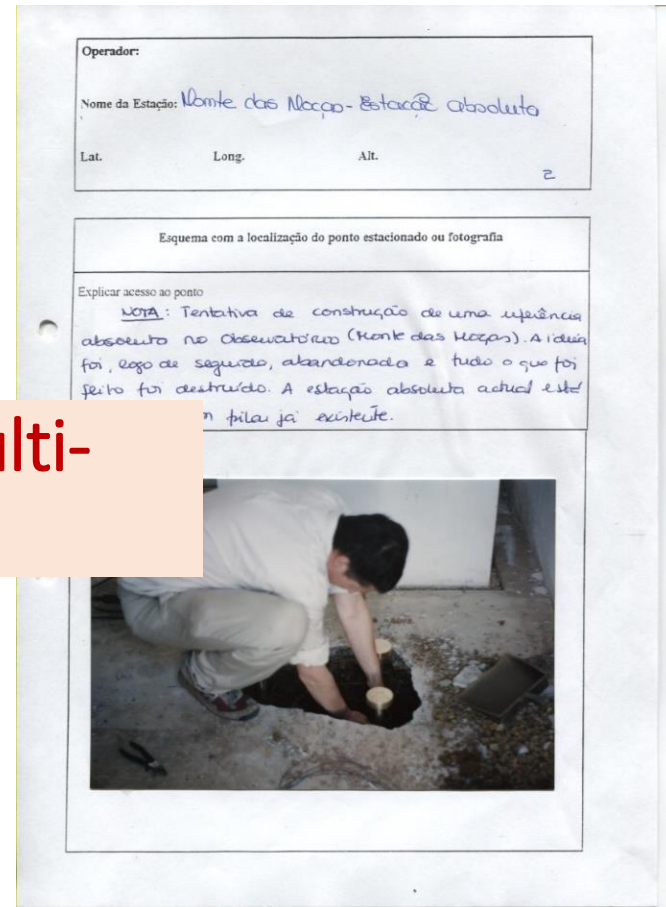 Operador:
Nome da Estação: Monte das Moças - Estação absoluta
Lat. Long. Alt.
2
Esquema com a localização do ponto estacionado ou fotografia
Explicar acesso ao ponto
NOTA: Tentativa de construção de uma referência
absoluta no Observatório (Monte das Moças). A ideia
foi, logo de seguida, abandonada e tudo o que foi
feito foi destruído. A estação absoluta actual está
pilar já existente.
ulti-